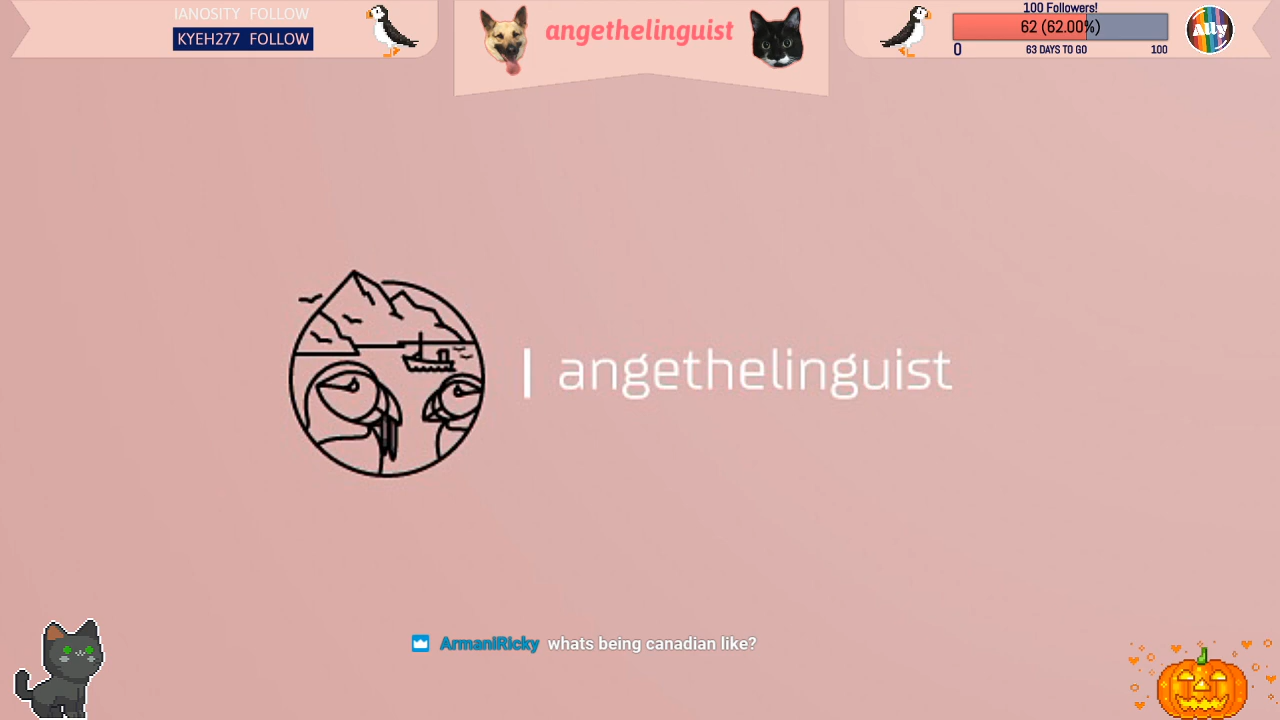 IANOSITY FOLLOW
KYEH277 FOLLOW
angethelinguist
100 Followers!
62 (62.00%)
0
63 DAYS TO GO
100
Ally
angethelinguist
ArmaniRicky whats being canadian like?